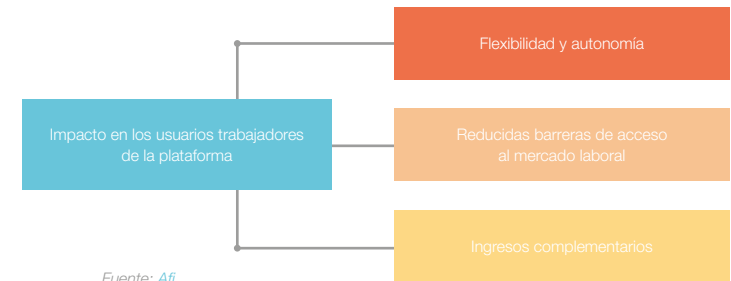 Flexibilidad y autonomía
Impacto en los usuarios trabajadores
de la plataforma
Reducidas barreras de acceso
al mercado laboral
Ingresos complementarios
Fuente: Afi